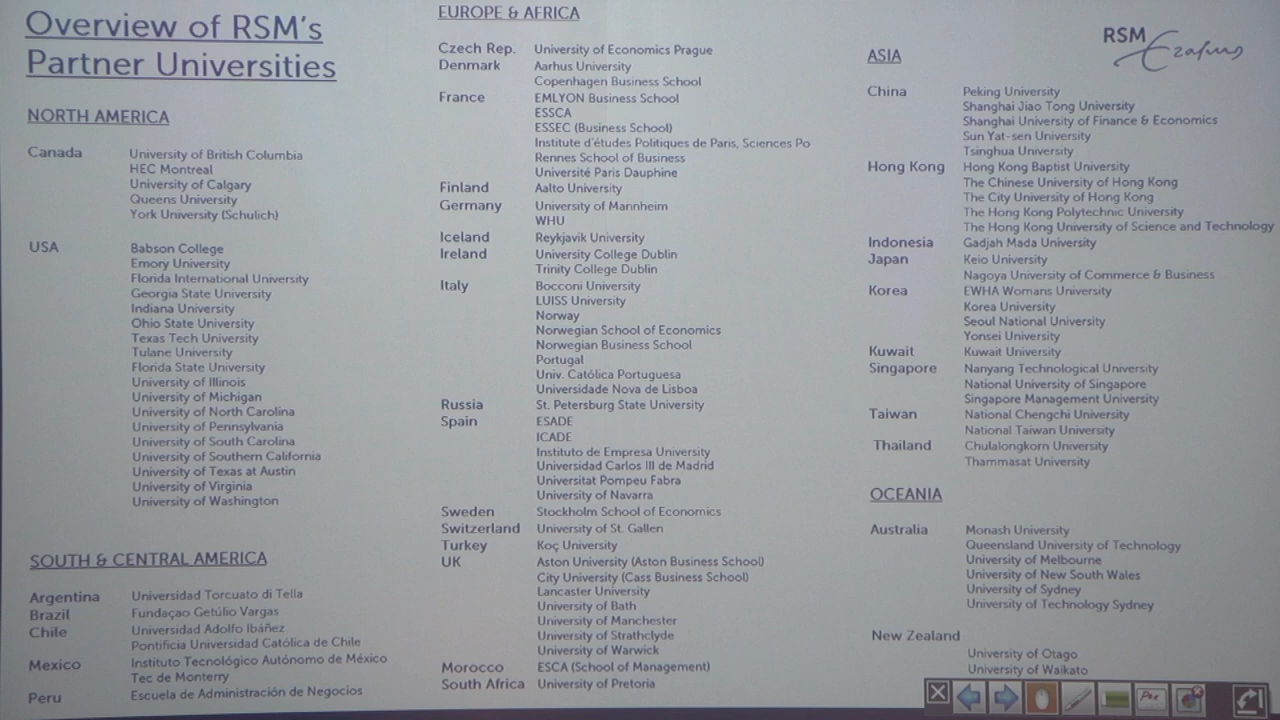 Overview of RSM's
Partner Universities
NORTH AMERICA
Canada University of British Columbia
HEC Montreal
University of Calgary
Queens University
York University (Schulich)
USA Babson College
Emory University
Florida International University
Georgia State University
Indiana University
Ohio State University
Texas Tech University
Tulane University
Florida State University
University of Illinois
University of Michigan
University of North Carolina
University of Pennsylvania
University of South Carolina
University of Southern California
University of Texas at Austin
University of Virginia
University of Washington
SOUTH & CENTRAL AMERICA
Argentina Universidad Torcuato di Tella
Brazil Fundaçao Getúlio Vargas
Chile Universidad Adolfo Ibáñez
Pontificia Universidad Católica de Chile
Mexico Instituto Tecnológico Autónomo de México
Tec de Monterry
Peru Escuela de Administración de Negocios
EUROPE & AFRICA
Czech Rep. University of Economics Prague
Denmark Aarhus University
Copenhagen Business School
France EMLYON Business School
ESSCA
ESSEC (Business School)
Institute d'études Politiques de Paris, Sciences Po
Rennes School of Business
Université Paris Dauphine
Finland Aalto University
Germany University of Mannheim
WHU
Iceland Reykjavik University
Ireland University College Dublin
Trinity College Dublin
Italy Bocconi University
LUISS University
Norway
Norwegian School of Economics
Norwegian Business School
Portugal
Univ. Católica Portuguesa
Universidade Nova de Lisboa
Russia St. Petersburg State University
Spain ESADE
ICADE
Instituto de Empresa University
Universidad Carlos III de Madrid
Universitat Pompeu Fabra
University of Navarra
Sweden Stockholm School of Economics
Switzerland University of St. Gallen
Turkey Koç University
UK Aston University (Aston Business School)
City University (Cass Business School)
Lancaster University
University of Bath
University of Manchester
University of Strathclyde
University of Warwick
Morocco ESCA (School of Management)
South Africa University of Pretoria
RSM Erasmus
ASIA
China Peking University
Shanghai Jiao Tong University
Shanghai University of Finance & Economics
Sun Yat-sen University
Tsinghua University
Hong Kong Hong Kong Baptist University
The Chinese University of Hong Kong
The City University of Hong Kong
The Hong Kong Polytechnic University
The Hong Kong University of Science and Technology
Indonesia Gadjah Mada University
Japan Keio University
Nagoya University of Commerce & Business
Korea EWHA Womans University
Korea University
Seoul National University
Yonsei University
Kuwait Kuwait University
Singapore Nanyang Technological University
National University of Singapore
Singapore Management University
Taiwan National Chengchi University
National Taiwan University
Thailand Chulalongkorn University
Thammasat University
OCEANIA
Australia Monash University
Queensland University of Technology
University of Melbourne
University of New South Wales
University of Sydney
University of Technology Sydney
New Zealand
University of Otago
University of Waikato